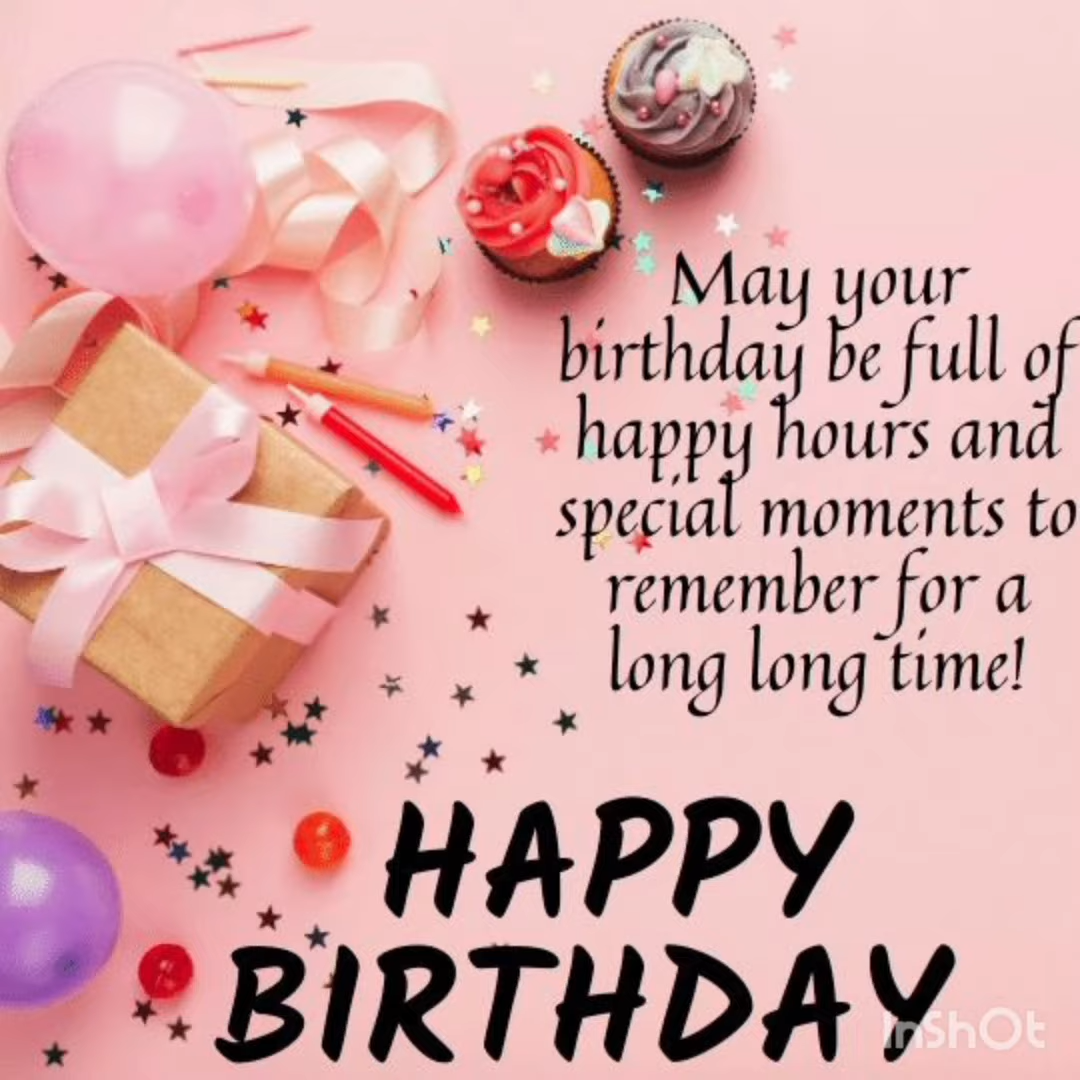 May your
birthday be full of
happy hours and
special moments to
remember for a
long long time!
HAPPY
BIRTHDAY
InShOt